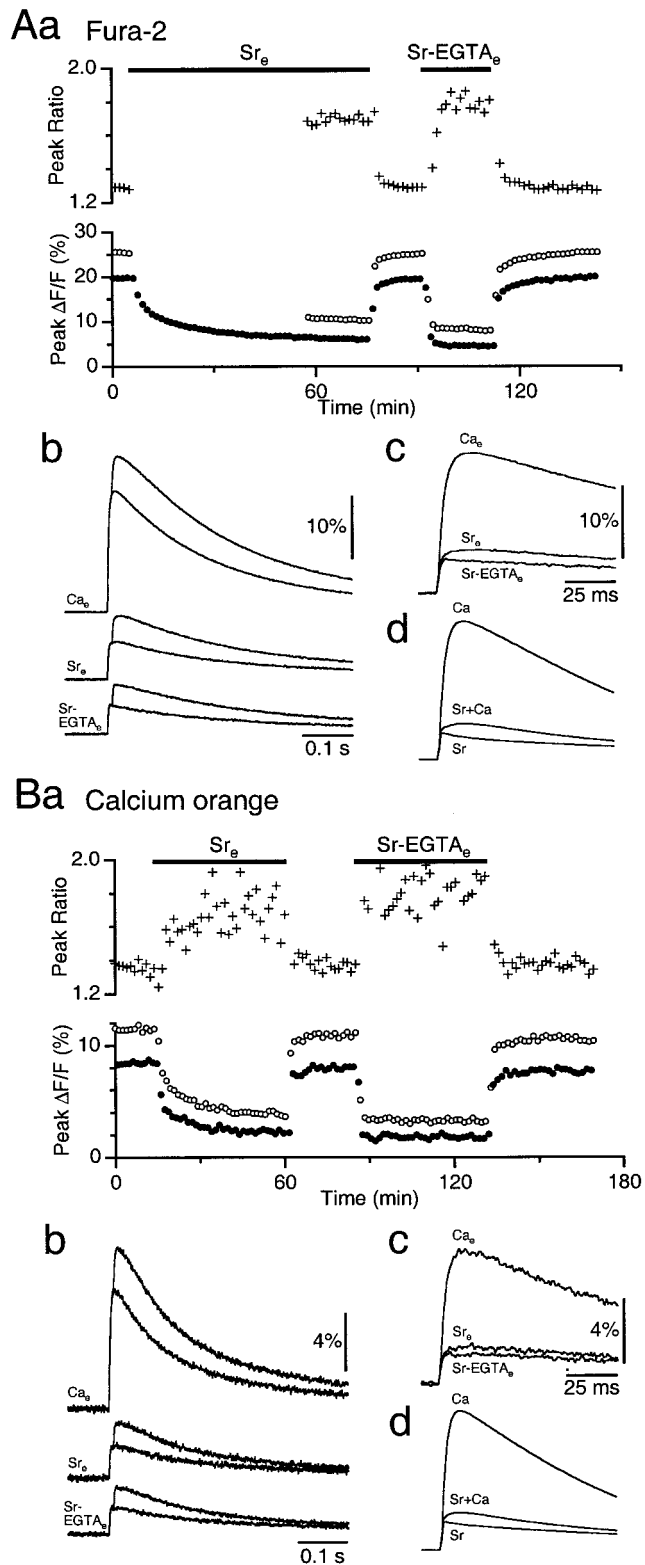 Aa Fura-2
Srₑ Sr-EGTAₑ
2.0
Peak Ratio
1.2
30
20
10
0
Peak ΔF/F (%)
0 60 120
Time (min)
b
10%
Caₑ
Srₑ
Sr-
EGTAₑ
0.1 s
c
Caₑ
10%
Srₑ
Sr-EGTAₑ
25 ms
d
Ca
Sr+Ca
Sr
Ba Calcium orange
Srₑ Sr-EGTAₑ
2.0
Peak Ratio
1.2
10
0
Peak ΔF/F (%)
0 60 120 180
Time (min)
b
4%
Caₑ
Srₑ
Sr-
EGTAₑ
0.1 s
c
Caₑ
4%
Srₑ
Sr-EGTAₑ
25 ms
d
Ca
Sr+Ca
Sr